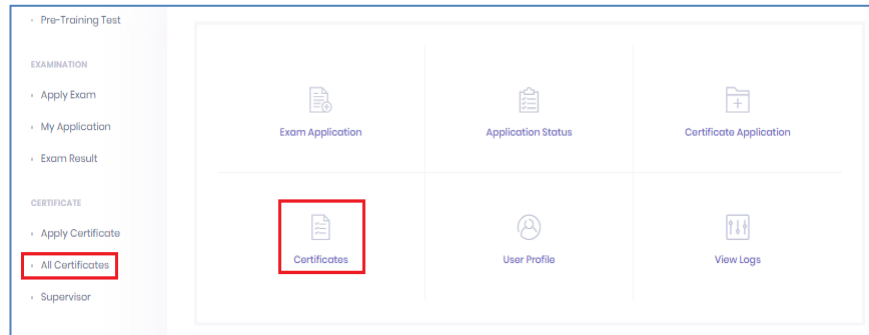 Pre-Training Test
EXAMINATION
Apply Exam
My Application
Exam Result
CERTIFICATE
Apply Certificate
All Certificates
Supervisor
Exam Application
Application Status
Certificate Application
Certificates
User Profile
View Logs